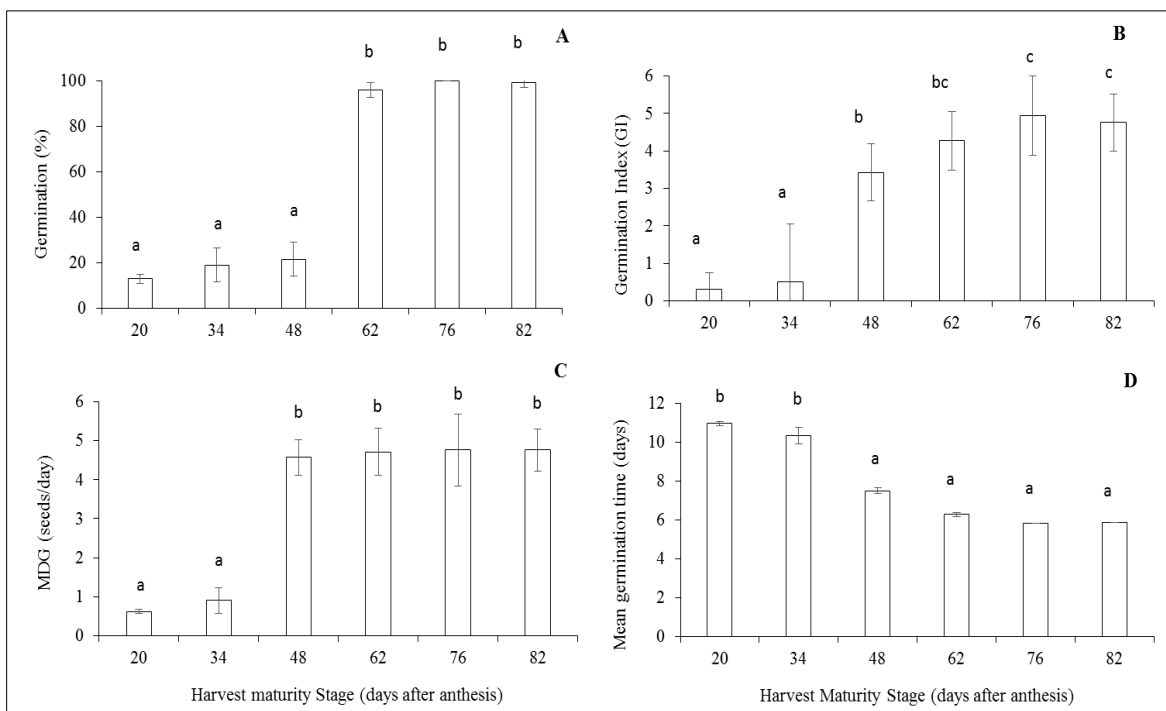 A
b b b
100
80
60
40
20
0
a a a
Germination (%)
20 34 48 62 76 82
B
6
5
4
3
2
1
0
a a b bc c c
Germination Index (GI)
20 34 48 62 76 82
C
6
5
4
3
2
1
0
a a b b b b
MDG (seeds/day)
20 34 48 62 76 82
Harvest maturity Stage (days after anthesis)
D
12
10
8
6
4
2
0
b b a a a a
Mean germination time (days)
20 34 48 62 76 82
Harvest Maturity Stage (days after anthesis)